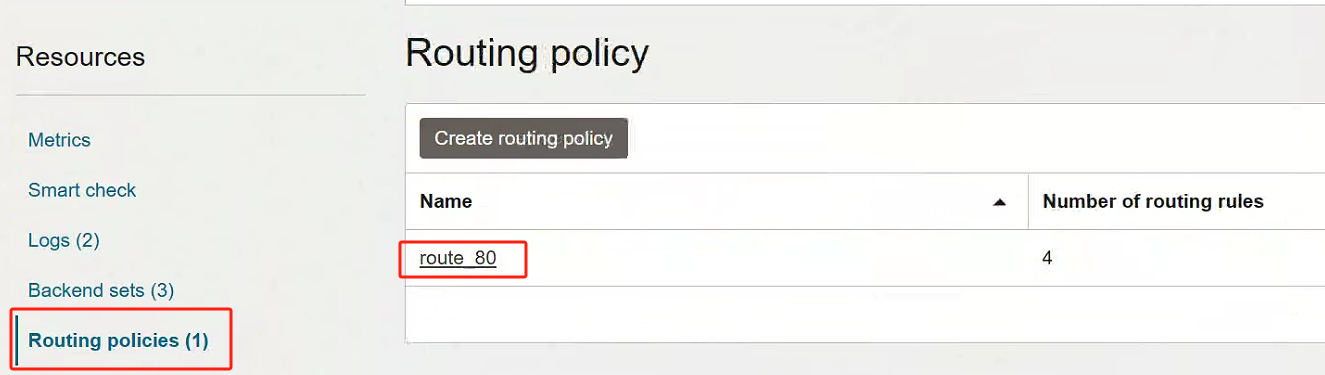 Resources
Metrics
Smart check
Logs (2)
Backend sets (3)
Routing policies (1)
Routing policy
Create routing policy
Name
Number of routing rules
route_80
4